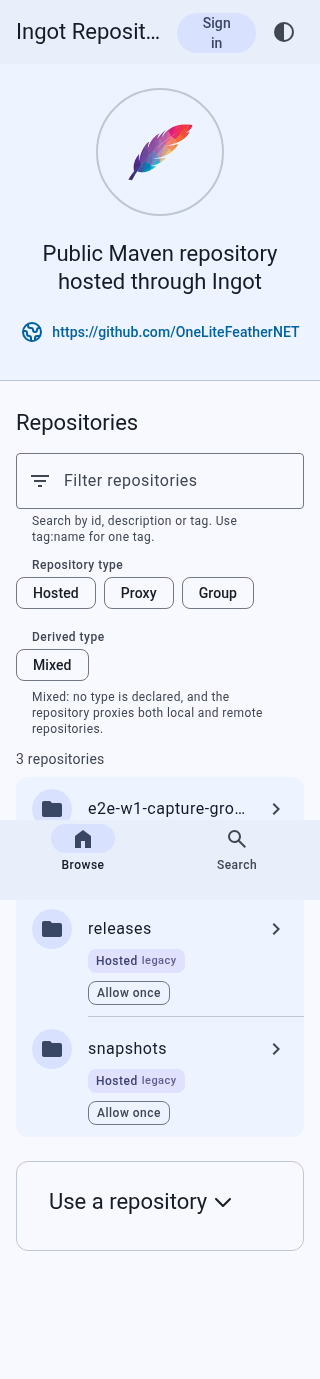 Ingot Reposit…
Sign
in
Public Maven repository
hosted through Ingot
https://github.com/OneLiteFeatherNET
Repositories
Filter repositories
Search by id, description or tag. Use
tag:name for one tag.
Repository type
Hosted Proxy Group
Derived type
Mixed
Mixed: no type is declared, and the
repository proxies both local and remote
repositories.
3 repositories
e2e-w1-capture-gro…
Browse Search
releases
Hosted legacy
Allow once
snapshots
Hosted legacy
Allow once
Use a repository